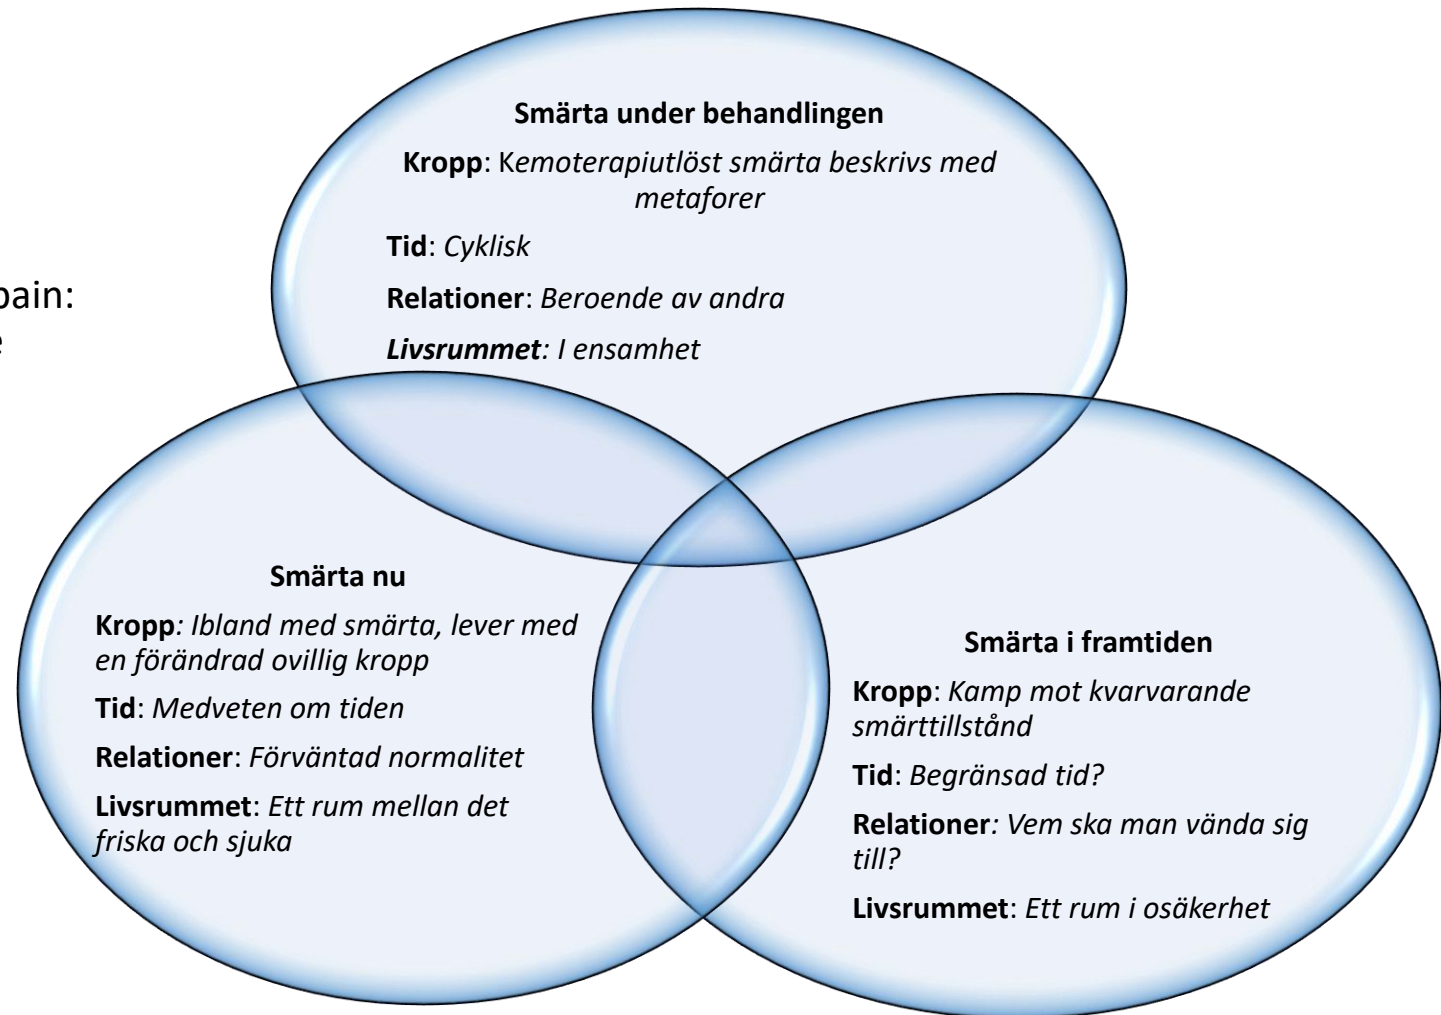 Smärta under behandlingen
Kropp: Kemoterapiutlöst smärta beskrivs med
metaforer
Tid: Cyklisk
Relationer: Beroende av andra
Livsrummet: I ensamhet
pain:
e
Smärta nu
Kropp: Ibland med smärta, lever med
en förändrad ovillig kropp
Tid: Medveten om tiden
Relationer: Förväntad normalitet
Livsrummet: Ett rum mellan det
friska och sjuka
Smärta i framtiden
Kropp: Kamp mot kvarvarande
smärttillstånd
Tid: Begränsad tid?
Relationer: Vem ska man vända sig
till?
Livsrummet: Ett rum i osäkerhet